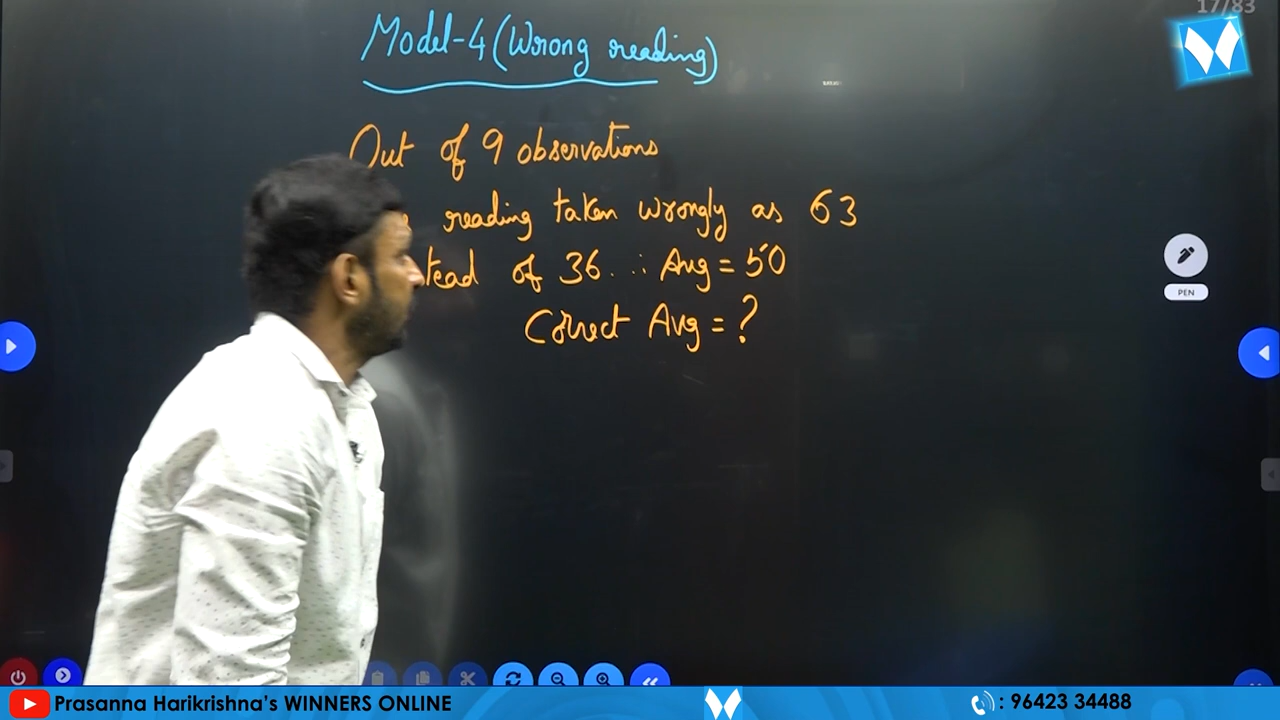 17/83
Model-4 (Wrong reading)
Out of 9 observations
reading taken wrongly as 63
of 36. ∴ Avg = 50
Correct Avg = ?
PEN
Prasanna Harikrishna's WINNERS ONLINE
: 96423 34488